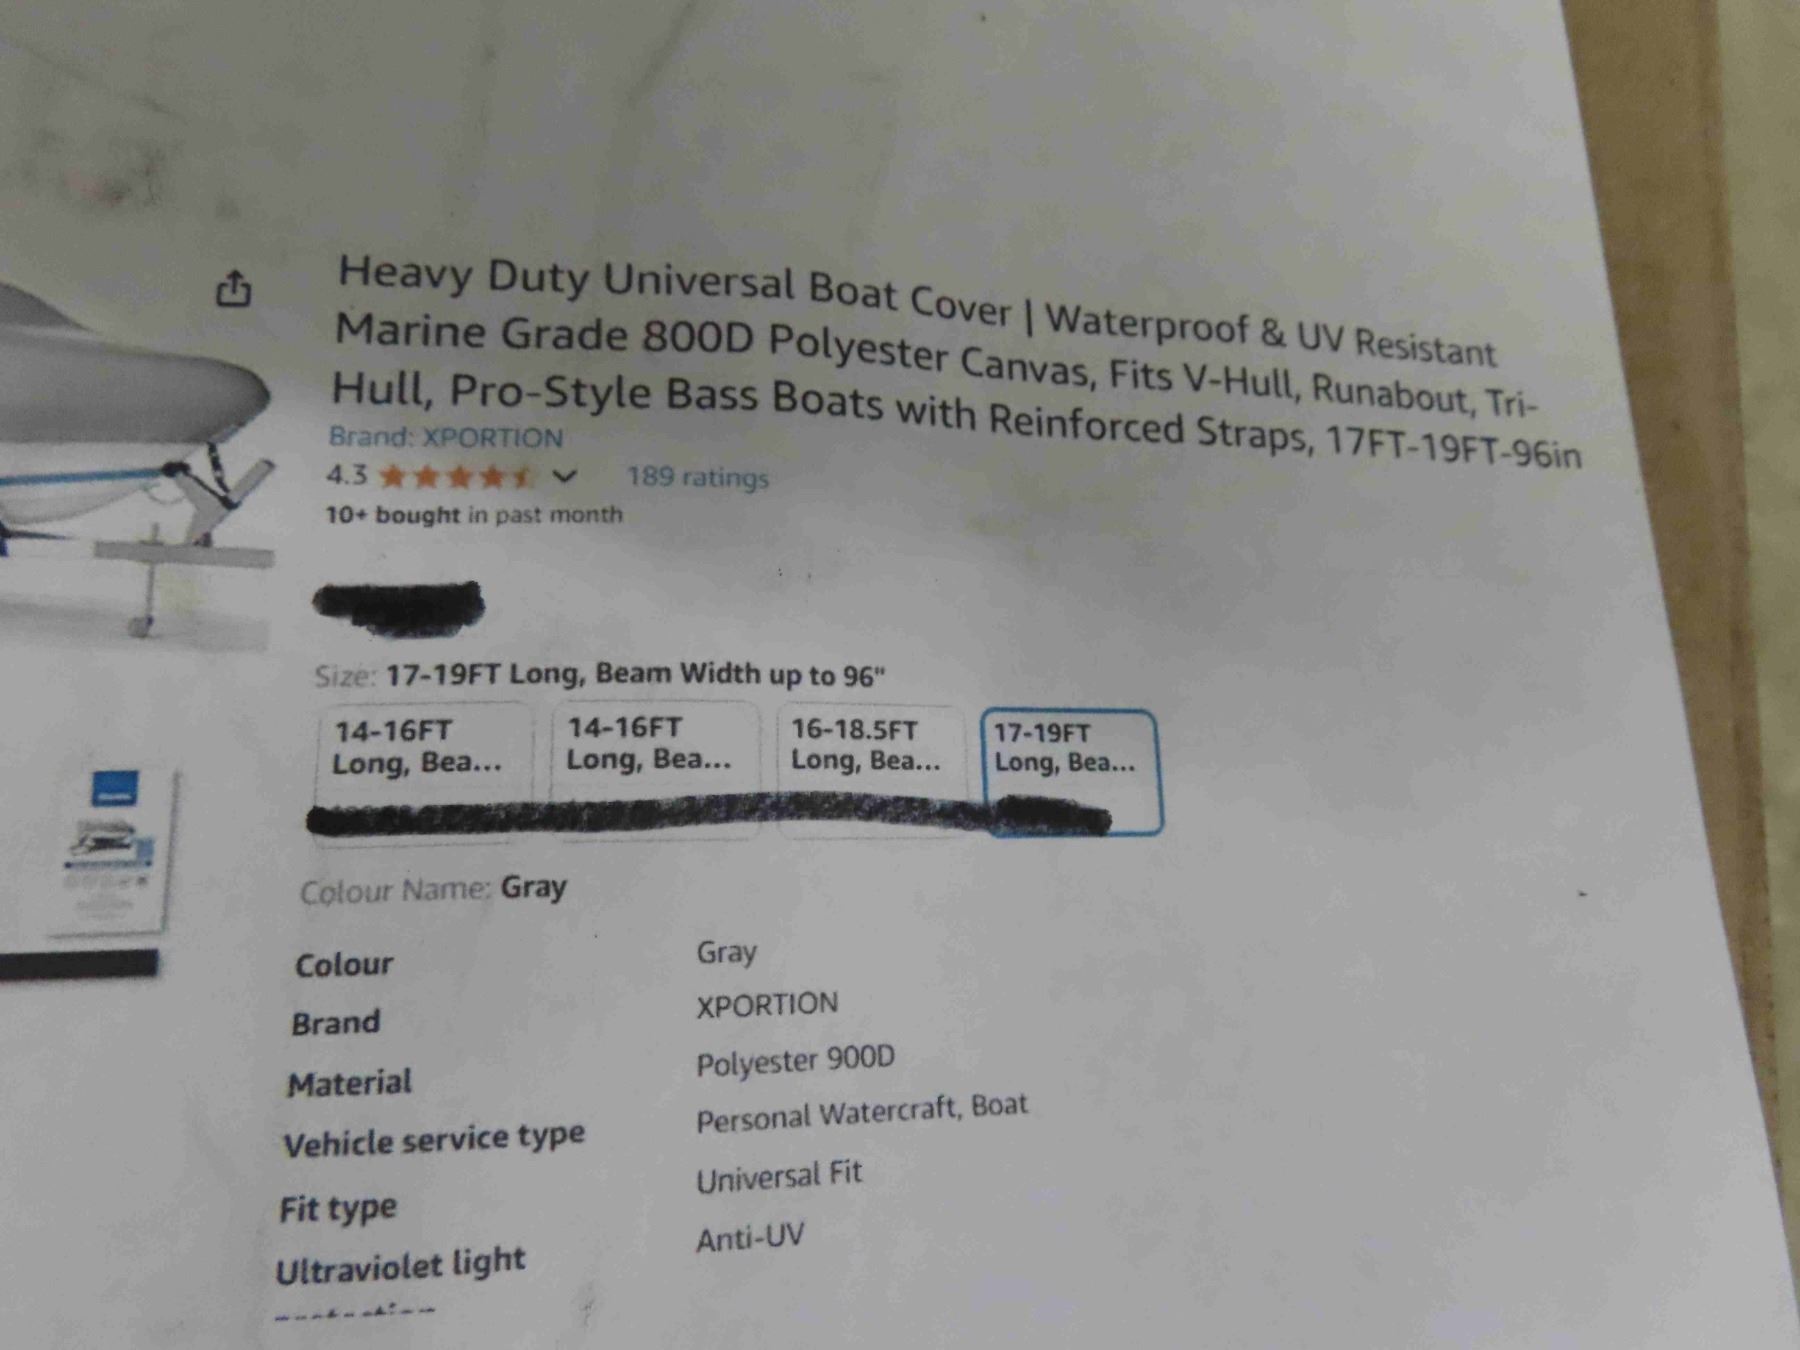 Heavy Duty Universal Boat Cover | Waterproof & UV Resistant
Marine Grade 800D Polyester Canvas, Fits V-Hull, Runabout, Tri-
Hull, Pro-Style Bass Boats with Reinforced Straps, 17FT-19FT-96in
Brand: XPORTION
4.3
189 ratings
10+ bought in past month
Size: 17-19FT Long, Beam Width up to 96"
14-16FT
Long, Bea...
14-16FT
Long, Bea...
16-18.5FT
Long, Bea...
17-19FT
Long, Bea...
Colour Name: Gray
Colour Gray
Brand XPORTION
Material Polyester 900D
Vehicle service type Personal Watercraft, Boat
Fit type Universal Fit
Ultraviolet light Anti-UV